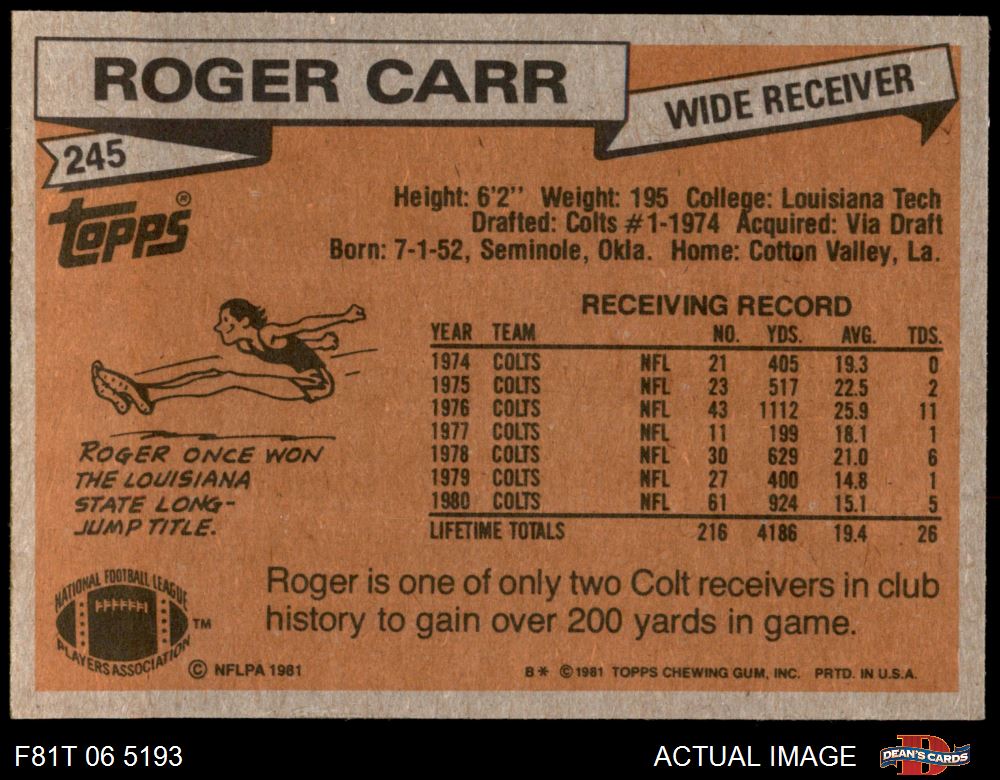 ROGER CARR
WIDE RECEIVER
245
Topps®
Height: 6'2'' Weight: 195 College: Louisiana Tech
Drafted: Colts #1-1974 Acquired: Via Draft
Born: 7-1-52, Seminole, Okla. Home: Cotton Valley, La.
RECEIVING RECORD
YEAR TEAM NO. YDS. AVG. TDS.
1974 COLTS NFL 21 405 19.3 0
1975 COLTS NFL 23 517 22.5 2
1976 COLTS NFL 43 1112 25.9 11
1977 COLTS NFL 11 199 18.1 1
1978 COLTS NFL 30 629 21.0 6
1979 COLTS NFL 27 400 14.8 1
1980 COLTS NFL 61 924 15.1 5
LIFETIME TOTALS 216 4186 19.4 26
ROGER ONCE WON
THE LOUISIANA
STATE LONG-
JUMP TITLE.
Roger is one of only two Colt receivers in club
history to gain over 200 yards in game.
NATIONAL FOOTBALL LEAGUE
PLAYERS ASSOCIATION
TM
© NFLPA 1981
B* ©1981 TOPPS CHEWING GUM, INC. PRTD. IN U.S.A.
F81T 06 5193
ACTUAL IMAGE
DEAN'S CARDS